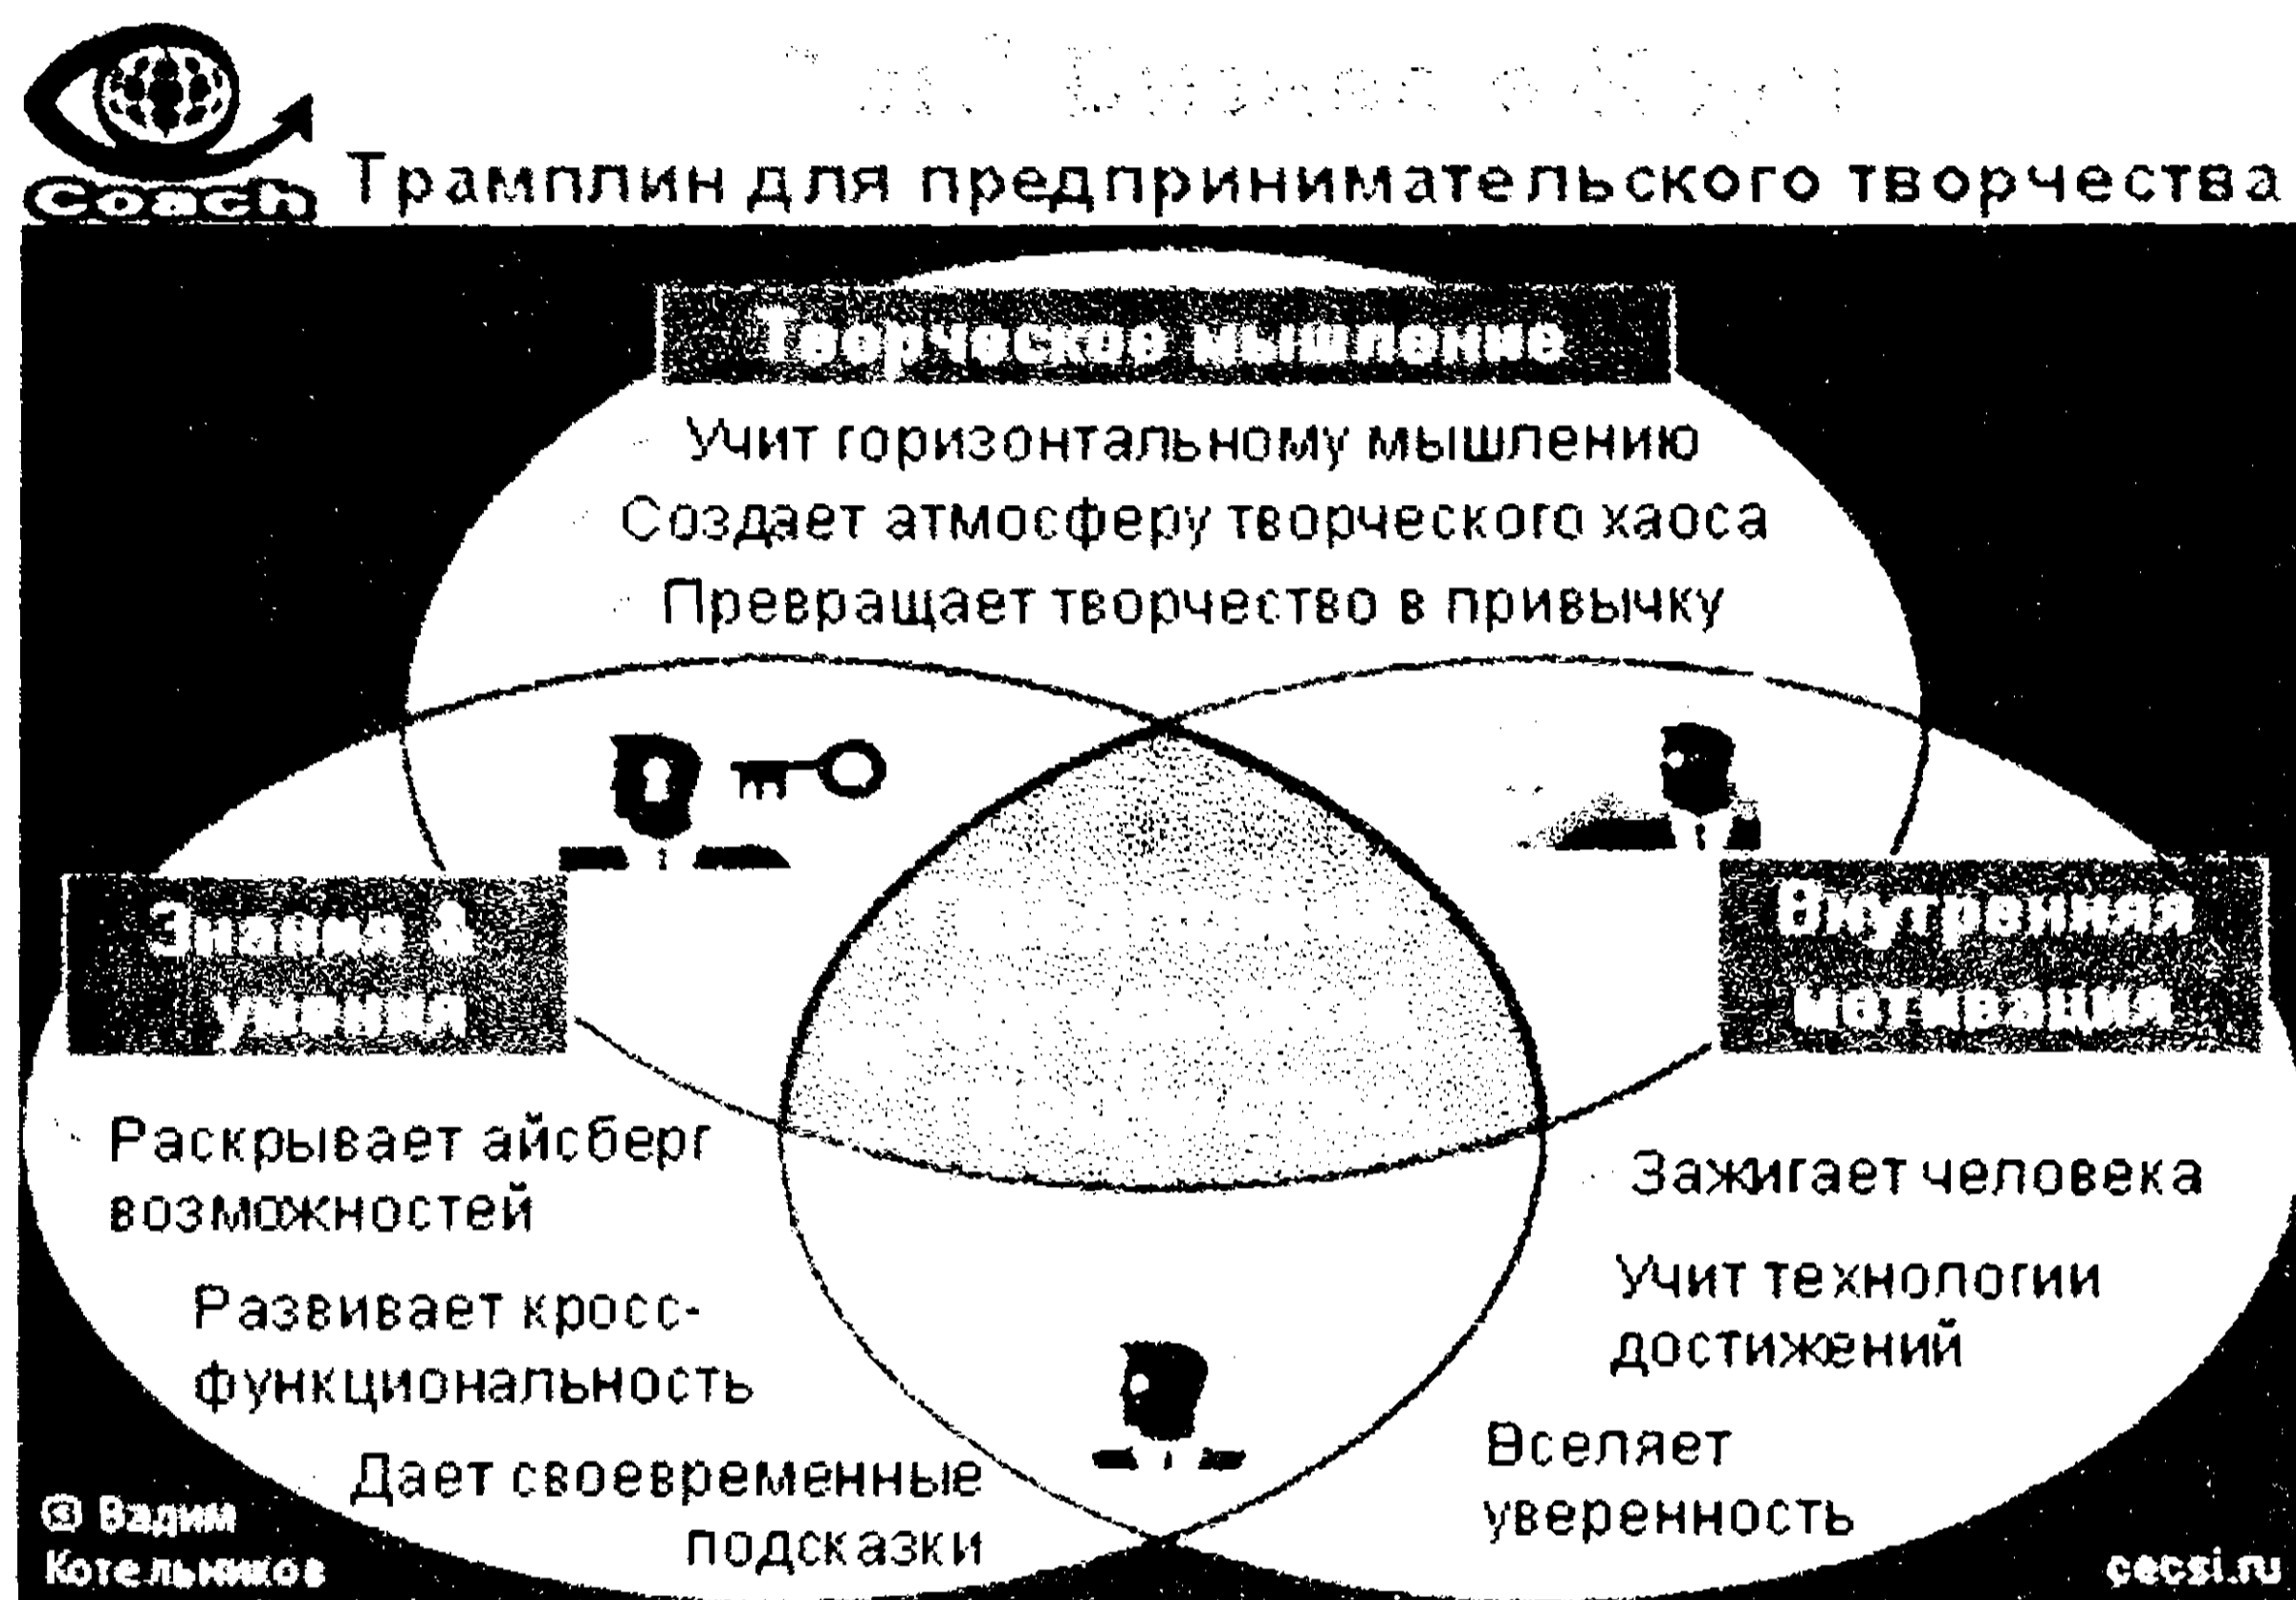 Coach
Трамплин для предпринимательского творчества
Творческое мышление
Учит горизонтальному мышлению
Создает атмосферу творческого хаоса
Превращает творчество в привычку
Знания &
умения
Внутренняя
мотивация
Раскрывает айсберг
возможностей
Развивает кросс-
функциональность
Дает своевременные
подсказки
Зажигает человека
Учит технологии
достижений
Вселяет
уверенность
© Вадим
Котельников
cecsi.ru